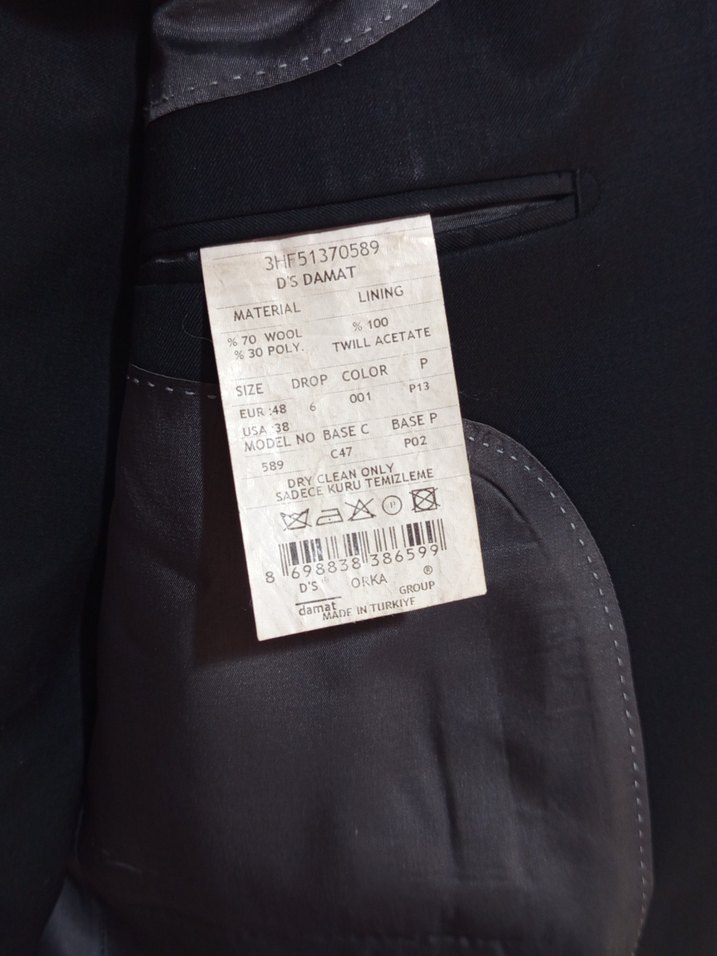 3HF51370589
D'S DAMAT
MATERIAL LINING
% 70 WOOL % 100
% 30 POLY. TWILL ACETATE
SIZE DROP COLOR P
EUR :48 6 001 P13
USA 38
MODEL NO BASE C BASE P
589 C47 P02
DRY CLEAN ONLY
SADECE KURU TEMİZLEME
P
8 698838 386599
D'S ® ORKA ®
damat GROUP
MADE IN TURKIYE